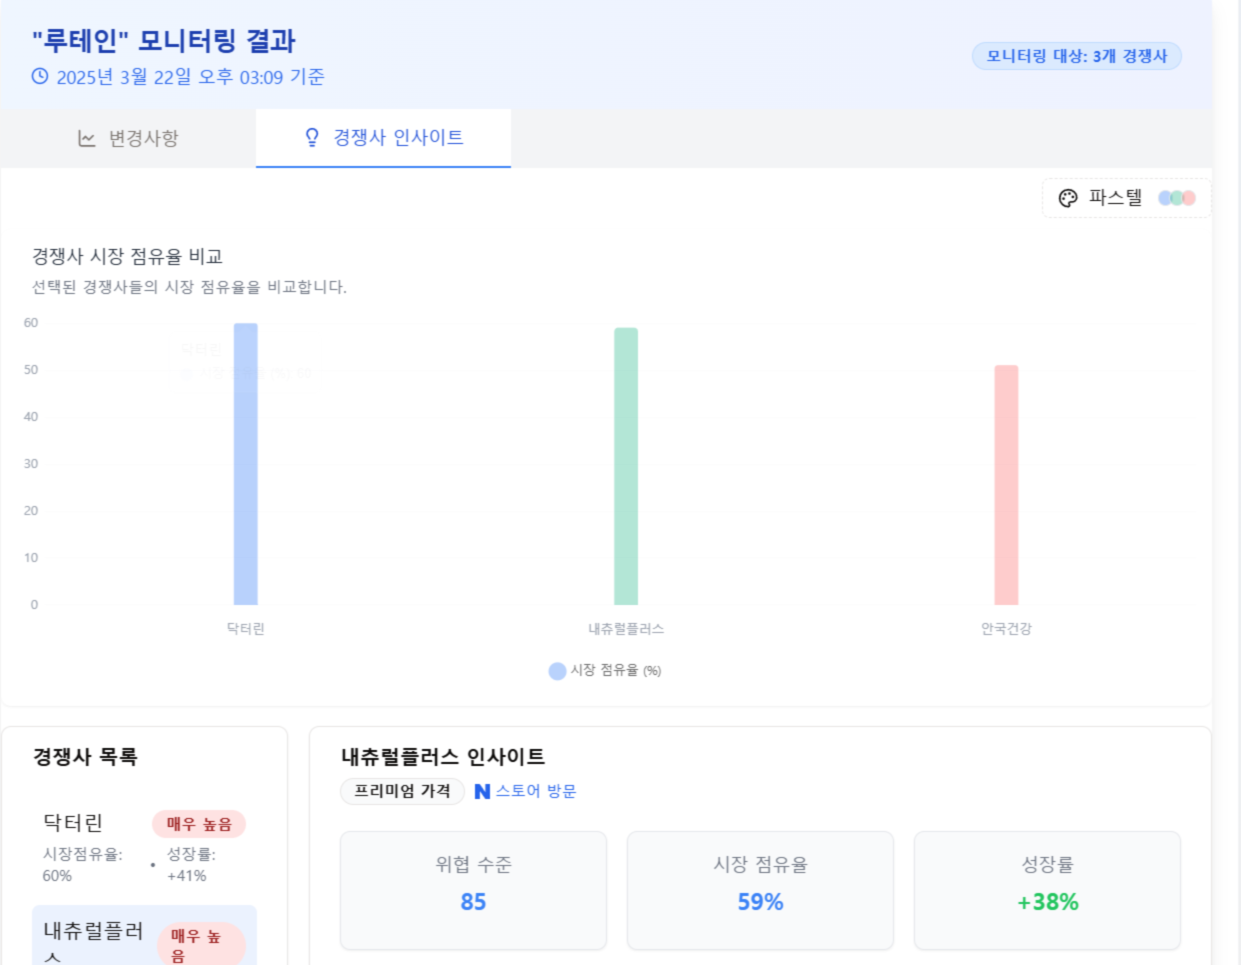 "루테인" 모니터링 결과
2025년 3월 22일 오후 03:09 기준
모니터링 대상: 3개 경쟁사
변경사항
경쟁사 인사이트
파스텔
경쟁사 시장 점유율 비교
선택된 경쟁사들의 시장 점유율을 비교합니다.
60
50
40
30
20
10
0
닥터린
닥터린
내츄럴플러스
안국건강
시장 점유율 (%)
경쟁사 목록
닥터린
매우 높음
시장점유율:
60%
•
성장률:
+41%
내츄럴플러
스
매우 높
음
내츄럴플러스 인사이트
프리미엄 가격
N 스토어 방문
위협 수준
85
시장 점유율
59%
성장률
+38%